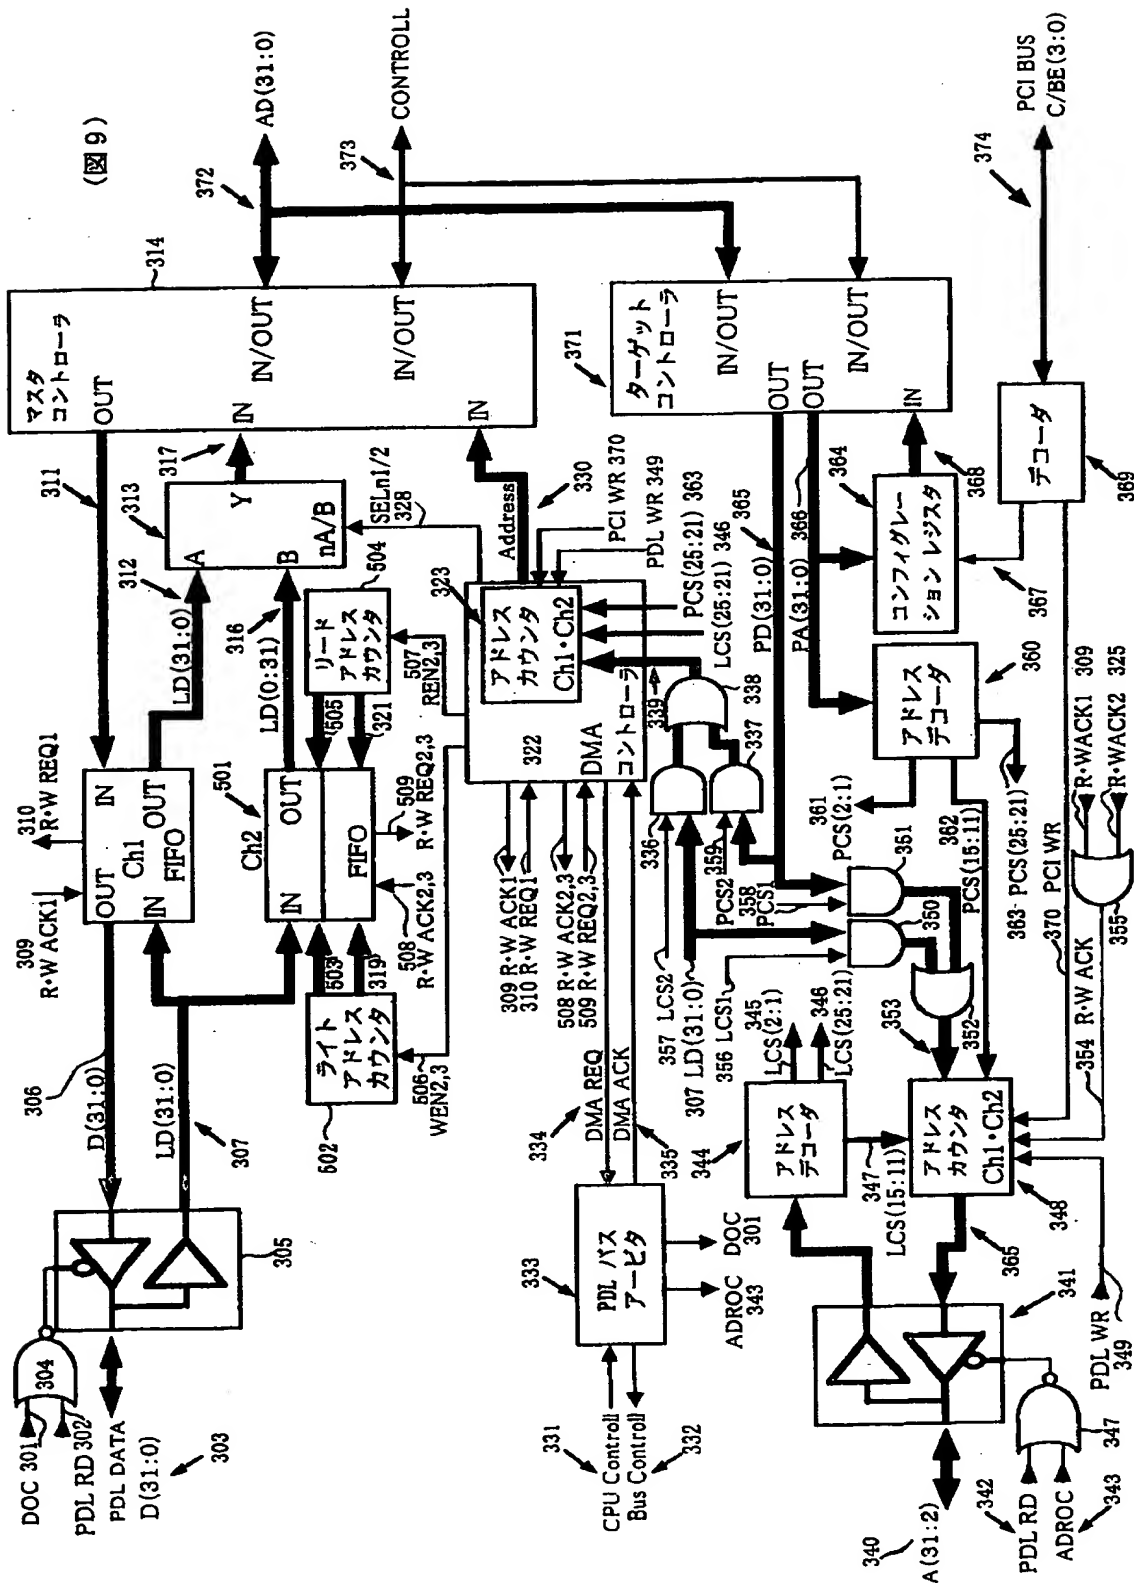 (図9)
DOC 301
PDL RD 302
PDL DATA
D(31:0)
303
304
305
306
D(31:0)
LD(31:0)
307
309
R·W ACK1
310
R·W REQ1
OUT
IN
IN
OUT
Ch1
FIFO
311
312
LD(31:0)
313
A
B
Y
nA/B
SELn1/2
328
317
マスタ
コントローラ
314
OUT
IN
IN/OUT
IN/OUT
IN
372
AD(31:0)
373
CONTROLL
501
Ch2
IN
OUT
FIFO
316
LD(0:31)
リード
アドレス
カウンタ
504
505
321
ライト
アドレス
カウンタ
502
503
319
508
R·W ACK2,3
509
R·W REQ2,3
506
WEN2,3
507
REN2,3
322
DMA
コントローラ
323
アドレス
カウンタ
Ch1·Ch2
Address
330
PCI WR 370
PDL WR 349
PCS(25:21) 363
LCS(25:21) 346
309 R·W ACK1
310 R·W REQ1
508 R·W ACK2,3
509 R·W REQ2,3
334
DMA REQ
DMA ACK
335
333
PDL バス
アービタ
331
CPU Controll
Bus Controll
332
ADROC
343
DOC
301
336
337
338
339
357 LCS2
307 LD(31:0)
356 LCS1
359
PCS2
358
PCS1
365
PD(31:0)
366
PA(31:0)
ターゲット
コントローラ
371
IN/OUT
OUT
OUT
IN/OUT
IN
364
コンフィグレー
ション レジスタ
367
368
アドレス
デコーダ
360
361
PCS(2:1)
362
PCS(15:11)
363
PCS(25:21)
デコーダ
369
374
PCI BUS
C/BE(3:0)
370 PCI WR
R·WACK1 309
R·WACK2 325
355
354 R·W ACK
351
350
352
353
344
アドレス
デコーダ
345
LCS(2:1)
346
LCS(25:21)
347
LCS(15:11)
アドレス
カウンタ
Ch1·Ch2
348
365
341
PDL WR
349
340
A(31:2)
342
PDL RD
ADROC
343
347